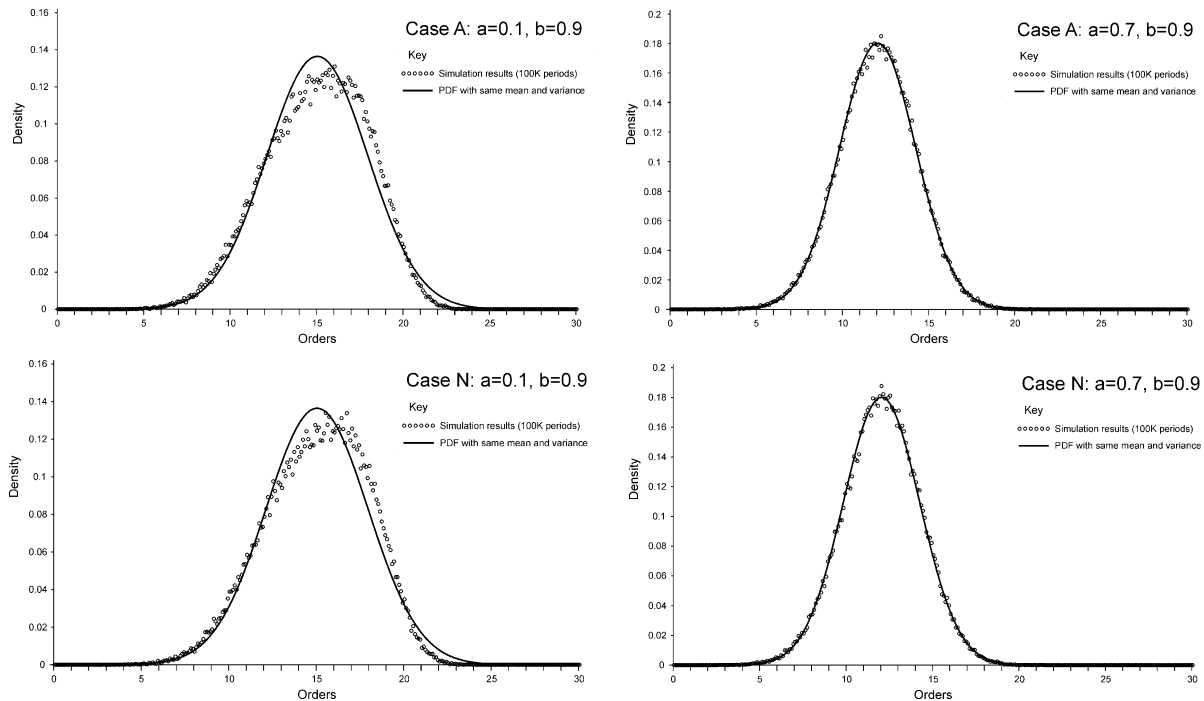 Case A: a=0.1, b=0.9
Key
Simulation results (100K periods)
PDF with same mean and variance
Density
0.16
0.14
0.12
0.1
0.08
0.06
0.04
0.02
0
0 5 10 15 20 25 30
Orders
Case A: a=0.7, b=0.9
Key
Simulation results (100K periods)
PDF with same mean and variance
Density
0.2
0.18
0.16
0.14
0.12
0.1
0.08
0.06
0.04
0.02
0
0 5 10 15 20 25 30
Orders
Case N: a=0.1, b=0.9
Key
Simulation results (100K periods)
PDF with same mean and variance
Density
0.16
0.14
0.12
0.1
0.08
0.06
0.04
0.02
0
0 5 10 15 20 25 30
Orders
Case N: a=0.7, b=0.9
Key
Simulation results (100K periods)
PDF with same mean and variance
Density
0.2
0.18
0.16
0.14
0.12
0.1
0.08
0.06
0.04
0.02
0
0 5 10 15 20 25 30
Orders